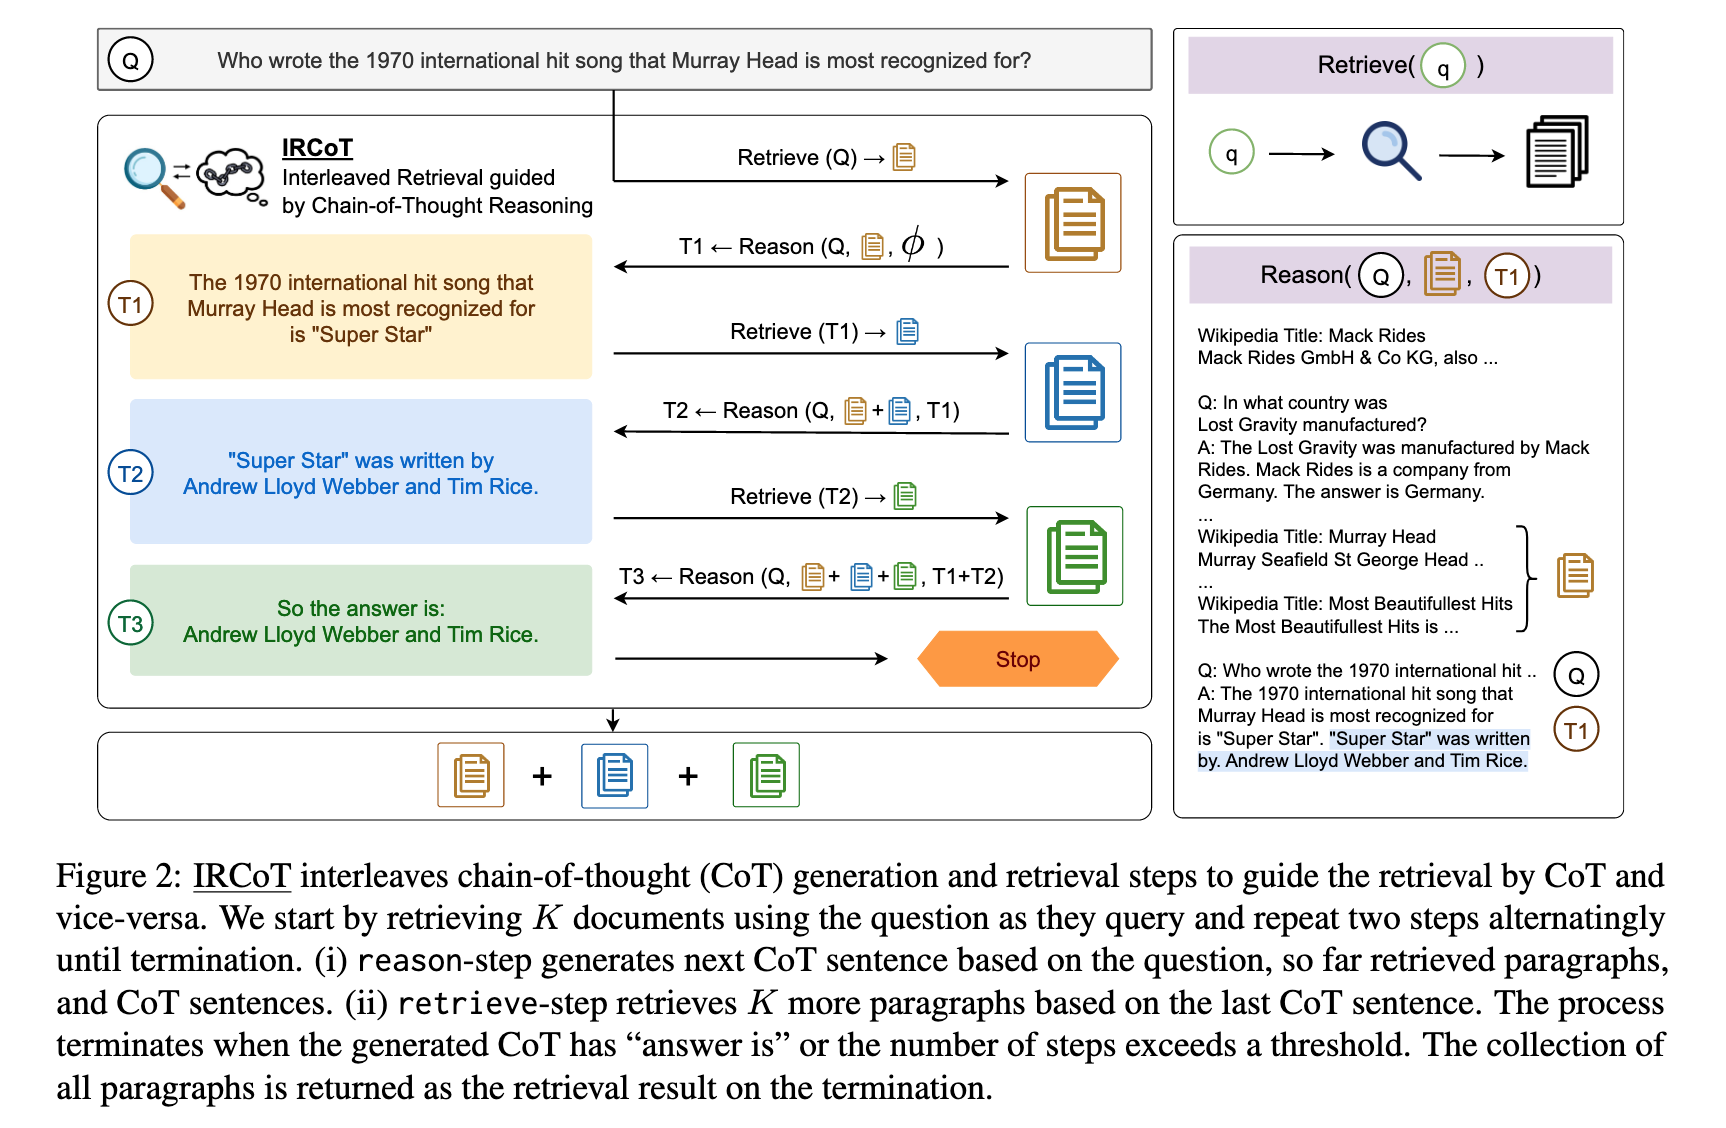 Q
Who wrote the 1970 international hit song that Murray Head is most recognized for?
IRCoT
Interleaved Retrieval guided
by Chain-of-Thought Reasoning
Retrieve (Q) →
T1 ← Reason (Q, , ϕ )
T1
The 1970 international hit song that
Murray Head is most recognized for
is "Super Star"
Retrieve (T1) →
T2 ← Reason (Q, + , T1)
T2
"Super Star" was written by
Andrew Lloyd Webber and Tim Rice.
Retrieve (T2) →
T3 ← Reason (Q, + + , T1+T2)
T3
So the answer is:
Andrew Lloyd Webber and Tim Rice.
Stop
+ +
Retrieve( q )
q
Reason( Q , , T1 )
Wikipedia Title: Mack Rides
Mack Rides GmbH & Co KG, also ...
Q: In what country was
Lost Gravity manufactured?
A: The Lost Gravity was manufactured by Mack
Rides. Mack Rides is a company from
Germany. The answer is Germany.
...
Wikipedia Title: Murray Head
Murray Seafield St George Head ..
...
Wikipedia Title: Most Beautifullest Hits
The Most Beautifullest Hits is ...
Q: Who wrote the 1970 international hit ..
Q
A: The 1970 international hit song that
Murray Head is most recognized for
T1
is "Super Star". "Super Star" was written
by. Andrew Lloyd Webber and Tim Rice.
Figure 2: IRCoT interleaves chain-of-thought (CoT) generation and retrieval steps to guide the retrieval by CoT and
vice-versa. We start by retrieving K documents using the question as they query and repeat two steps alternatingly
until termination. (i) reason-step generates next CoT sentence based on the question, so far retrieved paragraphs,
and CoT sentences. (ii) retrieve-step retrieves K more paragraphs based on the last CoT sentence. The process
terminates when the generated CoT has “answer is” or the number of steps exceeds a threshold. The collection of
all paragraphs is returned as the retrieval result on the termination.